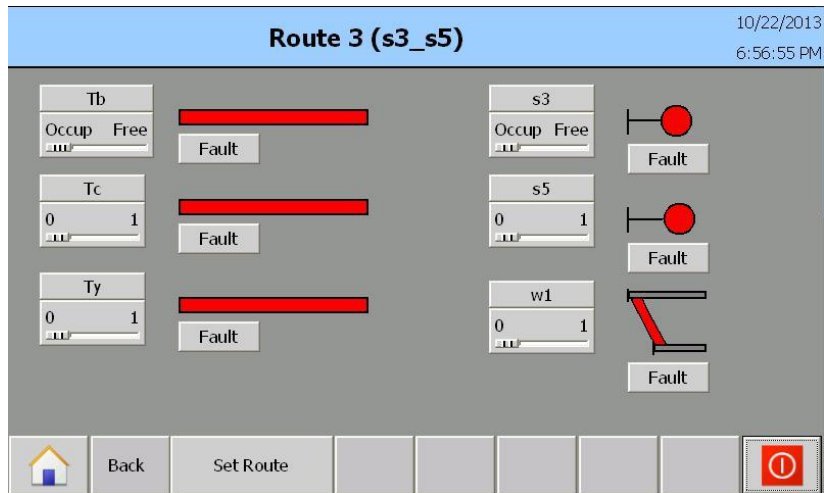 Route 3 (s3_s5)
10/22/2013
6:56:55 PM
Tb
Occup Free
Fault
s3
Occup Free
Fault
Tc
0 1
Fault
s5
0 1
Fault
Ty
0 1
Fault
w1
0 1
Fault
Back
Set Route